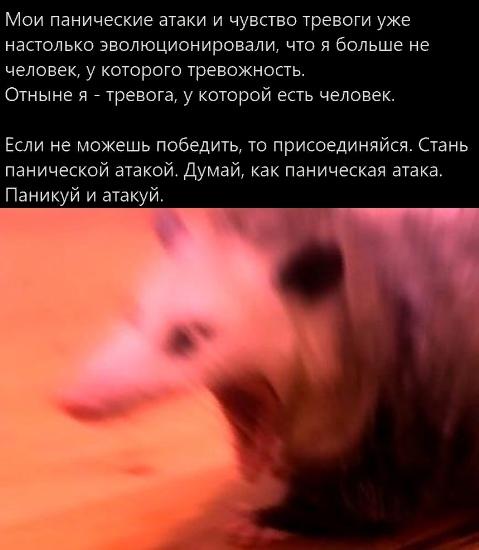 Мои панические атаки и чувство тревоги уже
настолько эволюционировали, что я больше не
человек, у которого тревожность.
Отныне я - тревога, у которой есть человек.
Если не можешь победить, то присоединяйся. Стань
панической атакой. Думай, как паническая атака.
Паникуй и атакуй.